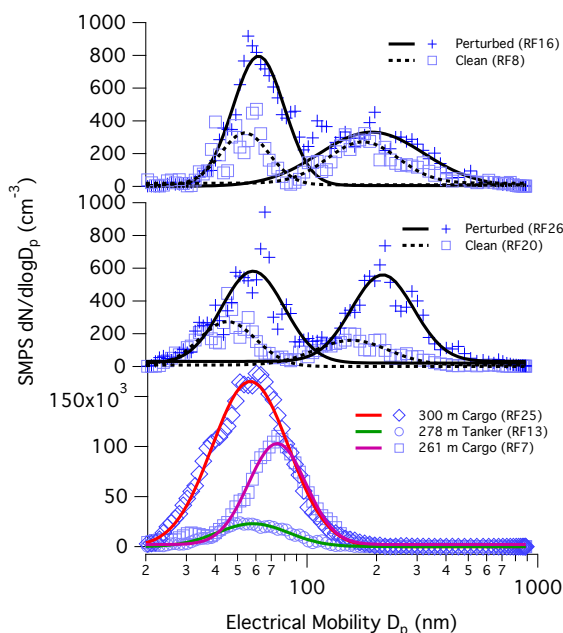 1000
800
600
400
200
0
Perturbed (RF16)
Clean (RF8)
1000
800
600
400
200
0
Perturbed (RF26)
Clean (RF20)
SMPS dN/dlogDp (cm-3)
150x10³
100
50
0
300 m Cargo (RF25)
278 m Tanker (RF13)
261 m Cargo (RF7)
2 3 4 5 6 7 100 2 3 4 5 6 7 1000
Electrical Mobility Dp (nm)